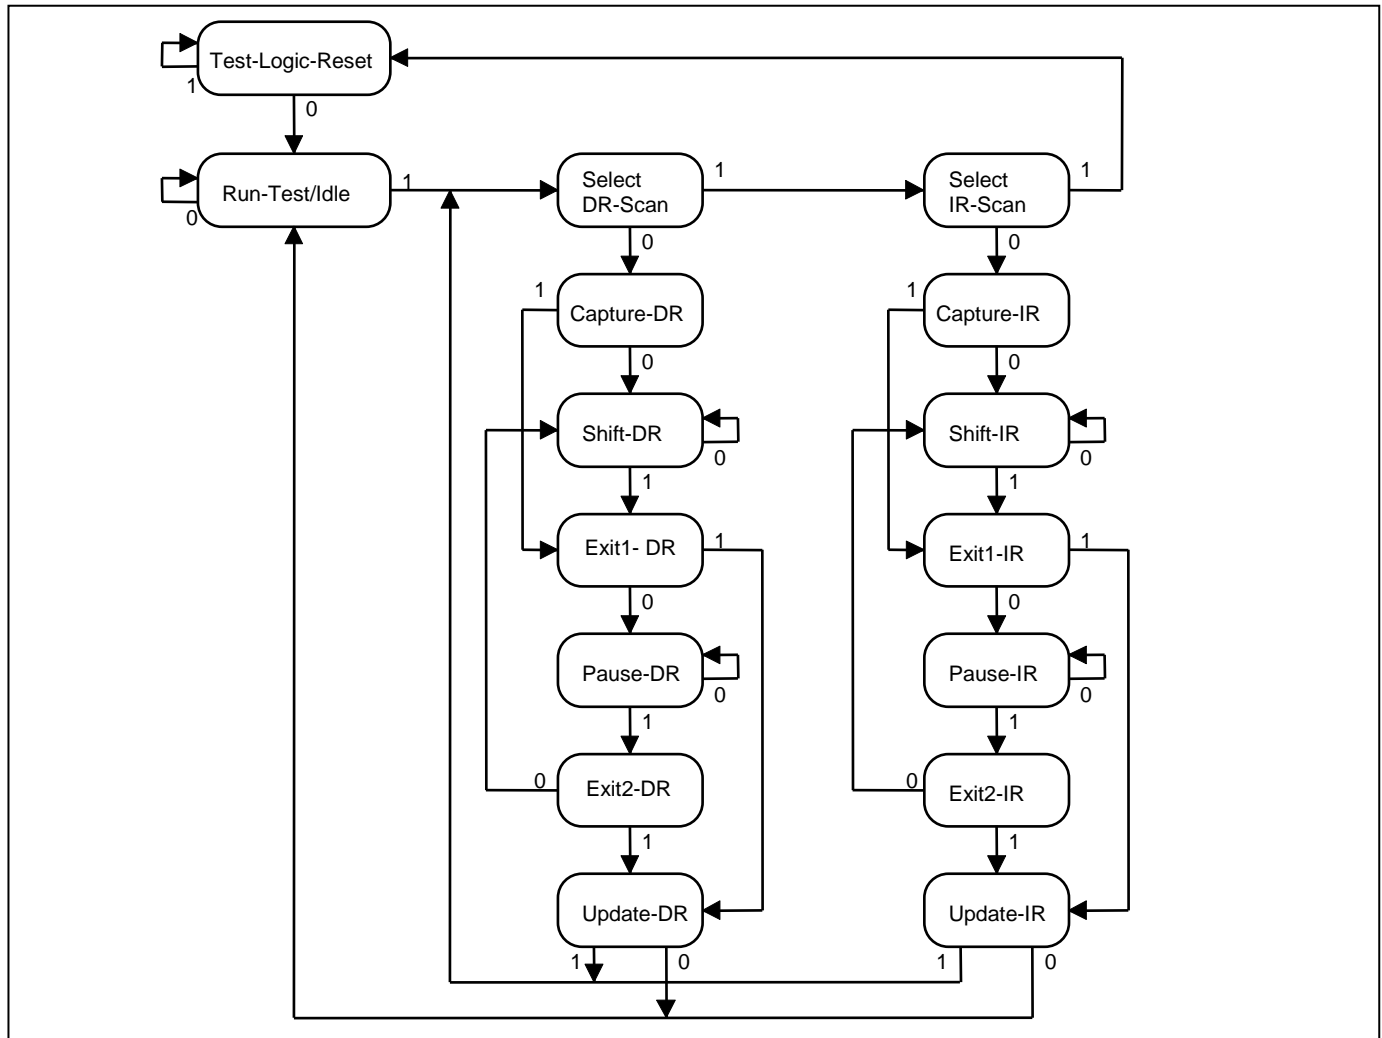 Test-Logic-Reset
1
0
Run-Test/Idle
0
1
Select
DR-Scan
1
0
Select
IR-Scan
1
0
1
Capture-DR
0
1
Capture-IR
0
Shift-DR
0
1
Shift-IR
0
1
Exit1- DR
1
0
Exit1-IR
1
0
Pause-DR
0
1
Pause-IR
0
1
0
Exit2-DR
1
0
Exit2-IR
1
Update-DR
1
0
Update-IR
1
0